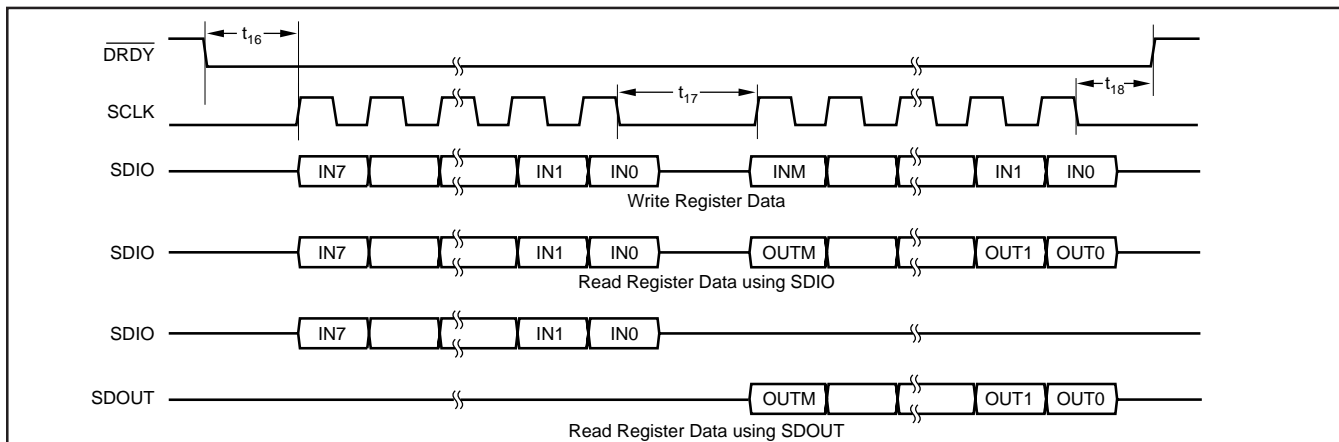 t16
DRDY
t17
t18
SCLK
SDIO IN7 IN1 IN0 INM IN1 IN0
Write Register Data
SDIO IN7 IN1 IN0 OUTM OUT1 OUT0
Read Register Data using SDIO
SDIO IN7 IN1 IN0
SDOUT OUTM OUT1 OUT0
Read Register Data using SDOUT